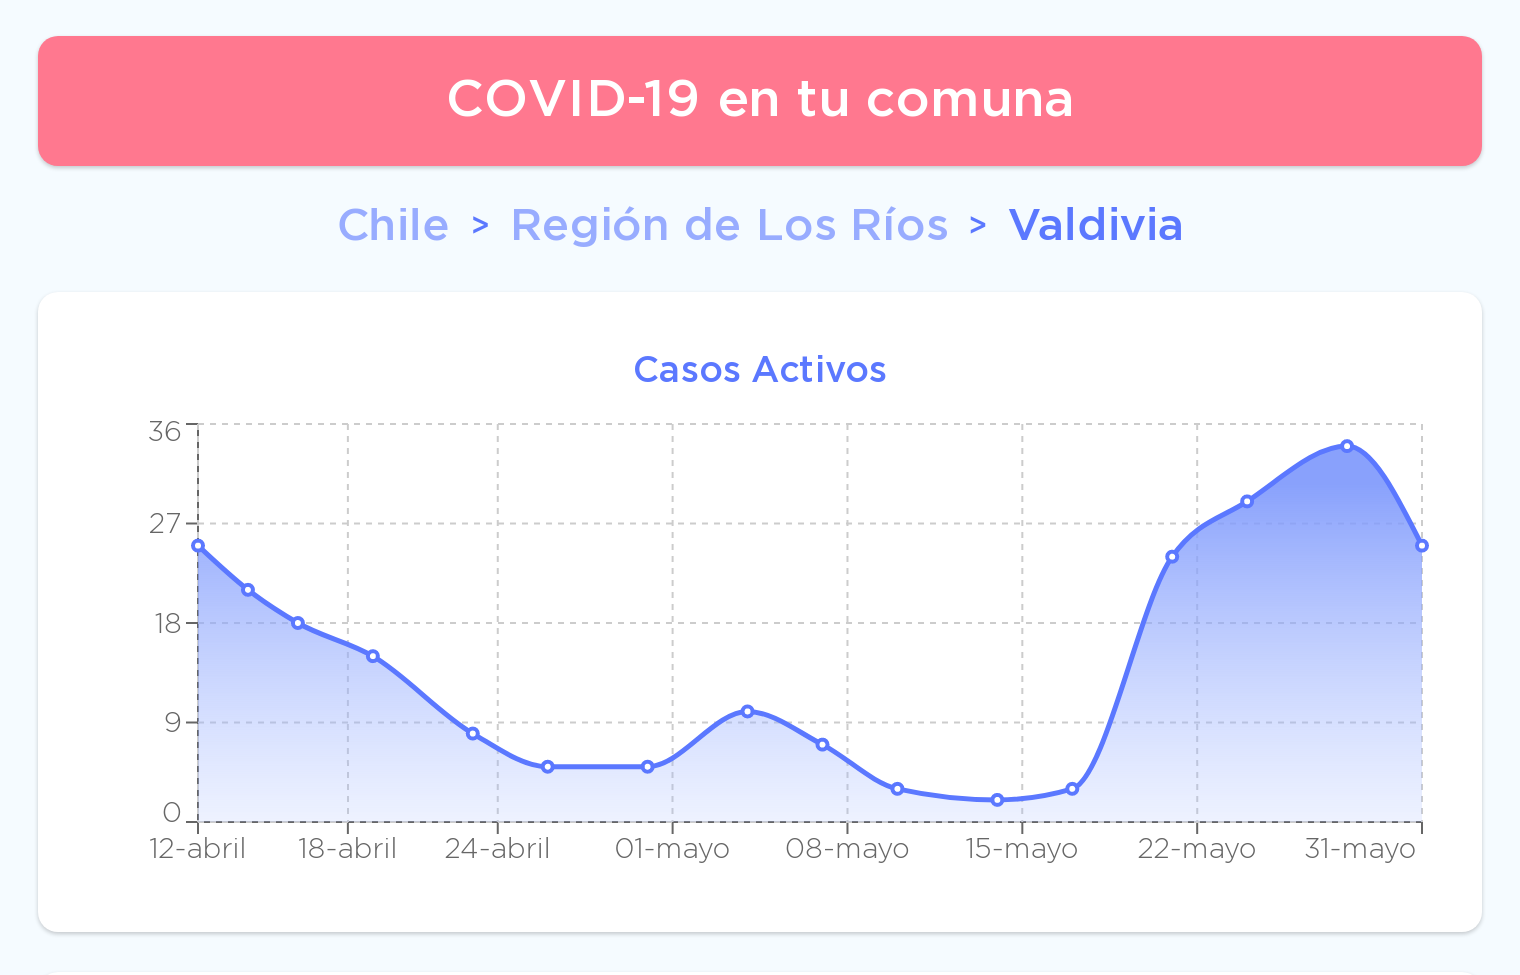 COVID-19 en tu comuna
Chile > Región de Los Ríos > Valdivia
Casos Activos
36
27
18
9
0
12-abril 18-abril 24-abril 01-mayo 08-mayo 15-mayo 22-mayo 31-mayo